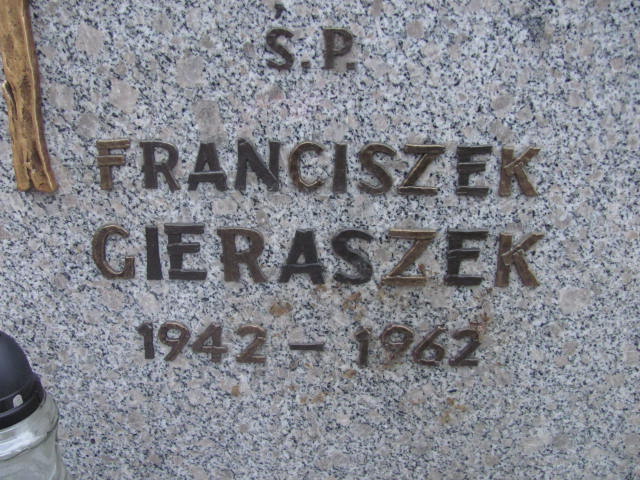 Ś.P.
FRANCISZEK
GIERASZEK
1942 - 1962